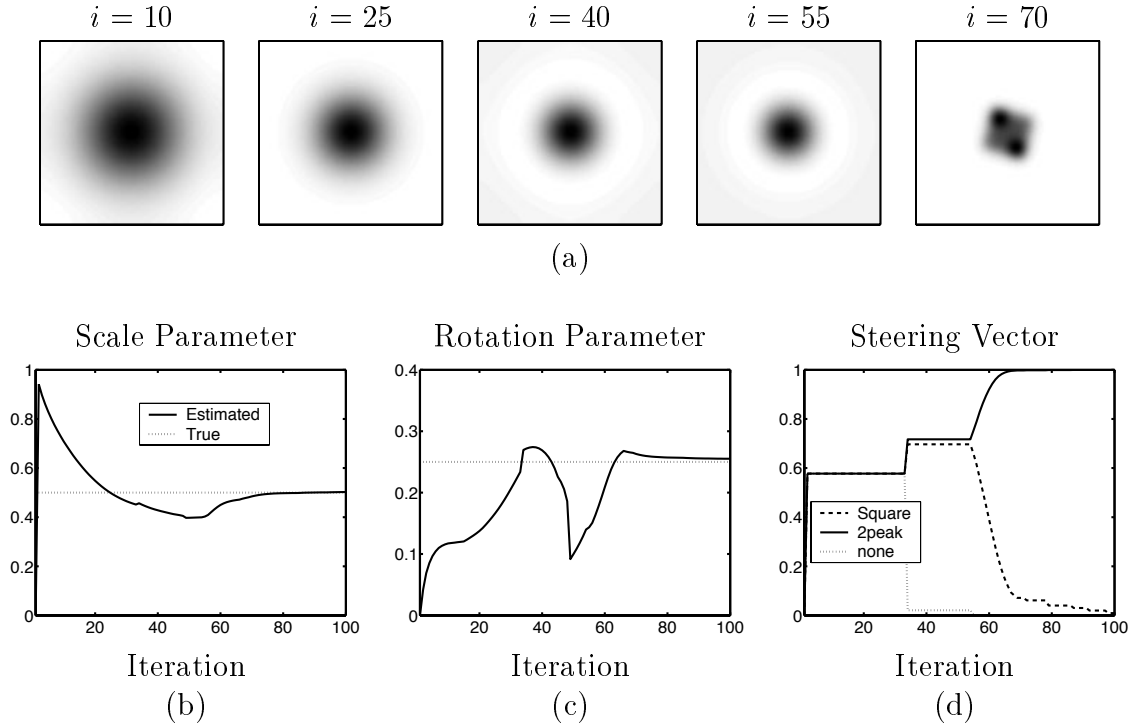 i = 10 i = 25 i = 40 i = 55 i = 70
(a)
Scale Parameter
1
0.8
0.6
0.4
0.2
0
20 40 60 80 100
Estimated
True
Iteration
(b)
Rotation Parameter
0.4
0.3
0.2
0.1
0
20 40 60 80 100
Iteration
(c)
Steering Vector
1
0.8
0.6
0.4
0.2
0
20 40 60 80 100
Square
2peak
none
Iteration
(d)